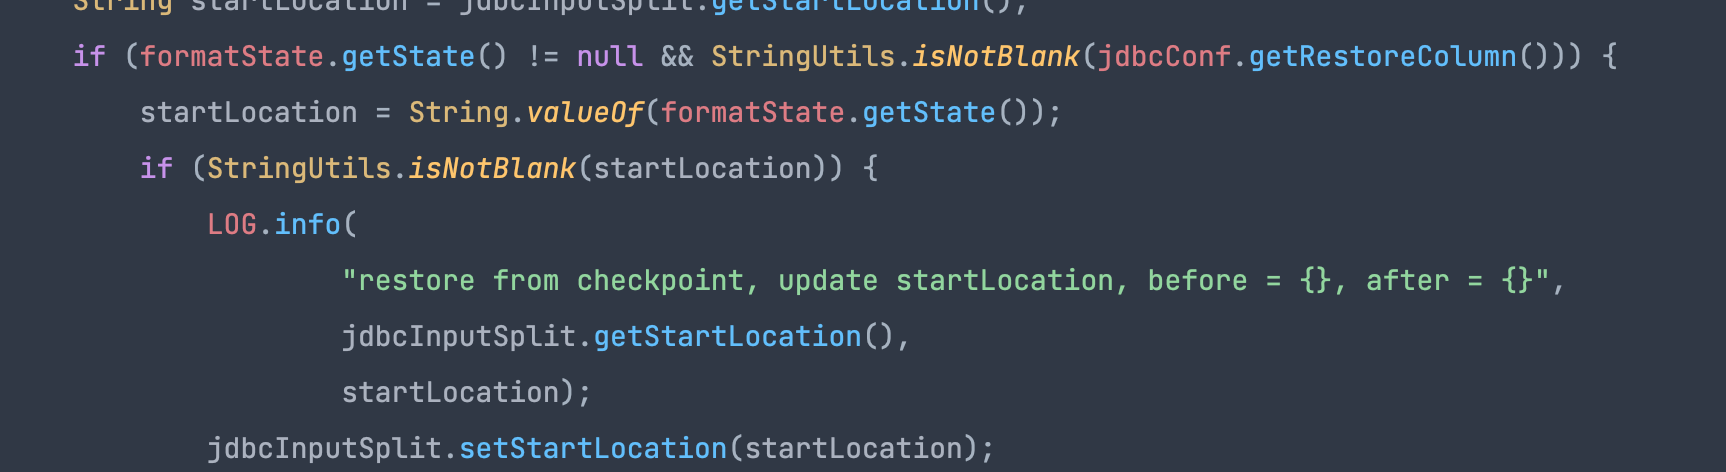 String startLocation = jdbcInputSplit.getStartLocation();
if (formatState.getState() != null && StringUtils.isNotBlank(jdbcConf.getRestoreColumn())) {
startLocation = String.valueOf(formatState.getState());
if (StringUtils.isNotBlank(startLocation)) {
LOG.info(
"restore from checkpoint, update startLocation, before = {}, after = {}",
jdbcInputSplit.getStartLocation(),
startLocation);
jdbcInputSplit.setStartLocation(startLocation);